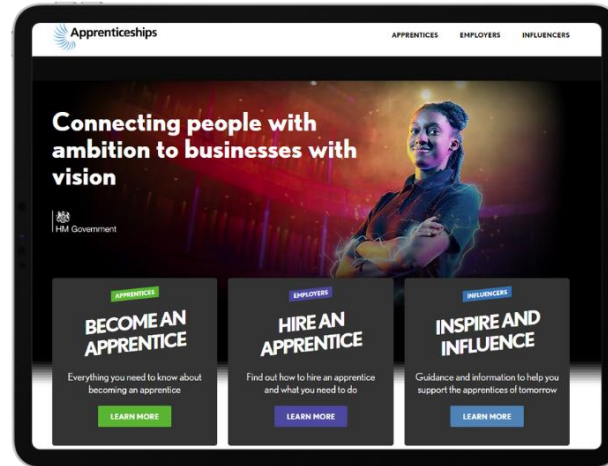 Apprenticeships
APPRENTICES EMPLOYERS INFLUENCERS
Connecting people with
ambition to businesses with
vision
HM Government
APPRENTICES
BECOME AN
APPRENTICE
Everything you need to know about
becoming an apprentice
LEARN MORE
EMPLOYERS
HIRE AN
APPRENTICE
Find out how to hire an apprentice
and what you need to do
LEARN MORE
INFLUENCERS
INSPIRE AND
INFLUENCE
Guidance and information to help you
support the apprentices of tomorrow
LEARN MORE